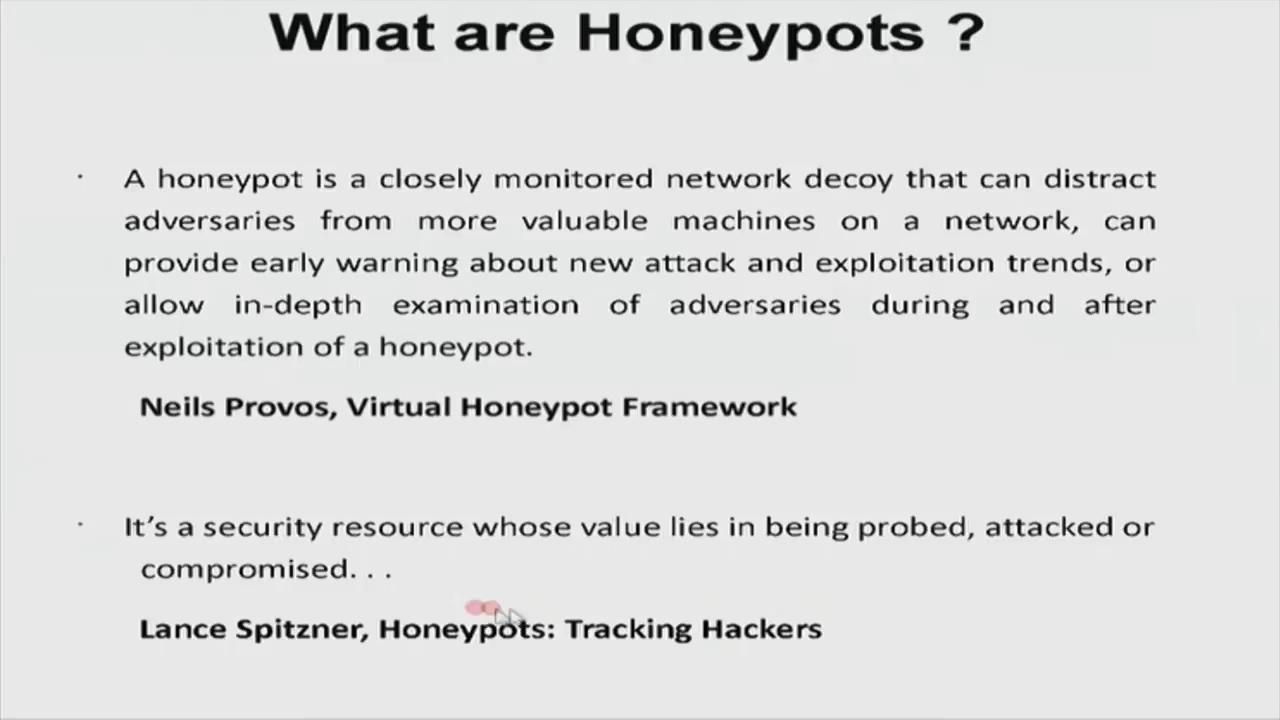 What are Honeypots ?
· A honeypot is a closely monitored network decoy that can distract
adversaries from more valuable machines on a network, can
provide early warning about new attack and exploitation trends, or
allow in-depth examination of adversaries during and after
exploitation of a honeypot.
Neils Provos, Virtual Honeypot Framework
· It’s a security resource whose value lies in being probed, attacked or
compromised. . .
Lance Spitzner, Honeypots: Tracking Hackers